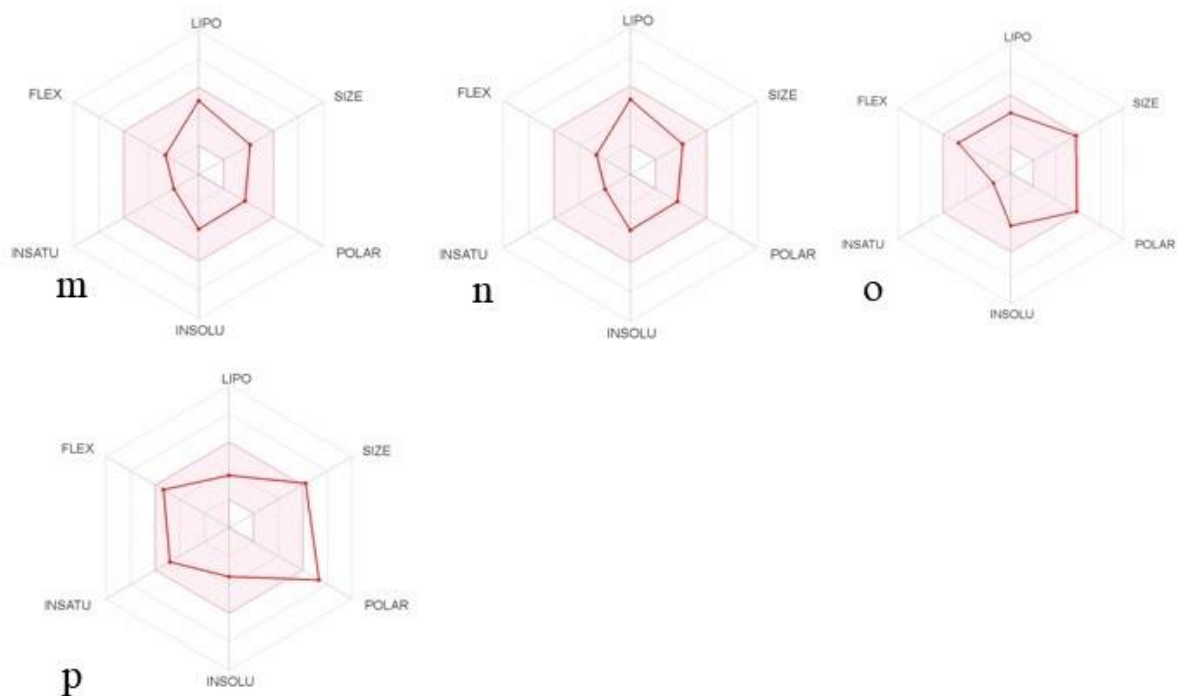 LIPO
FLEX
SIZE
INSATU
POLAR
INSOLU
m
LIPO
FLEX
SIZE
INSATU
POLAR
INSOLU
n
LIPO
FLEX
SIZE
INSATU
POLAR
INSOLU
o
LIPO
FLEX
SIZE
INSATU
POLAR
INSOLU
p